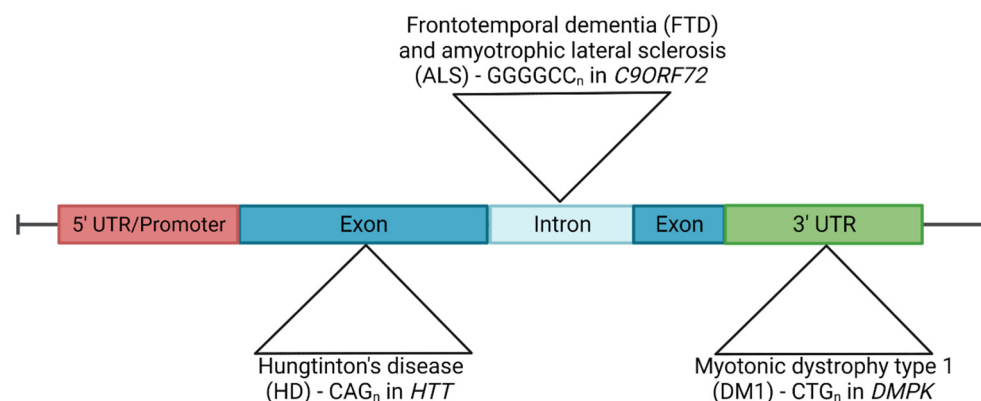 Frontotemporal dementia (FTD)
and amyotrophic lateral sclerosis
(ALS) - GGGGCCₙ in C9ORF72
5' UTR/Promoter Exon Intron Exon 3' UTR
Hungtinton's disease
(HD) - CAGₙ in HTT
Myotonic dystrophy type 1
(DM1) - CTGₙ in DMPK